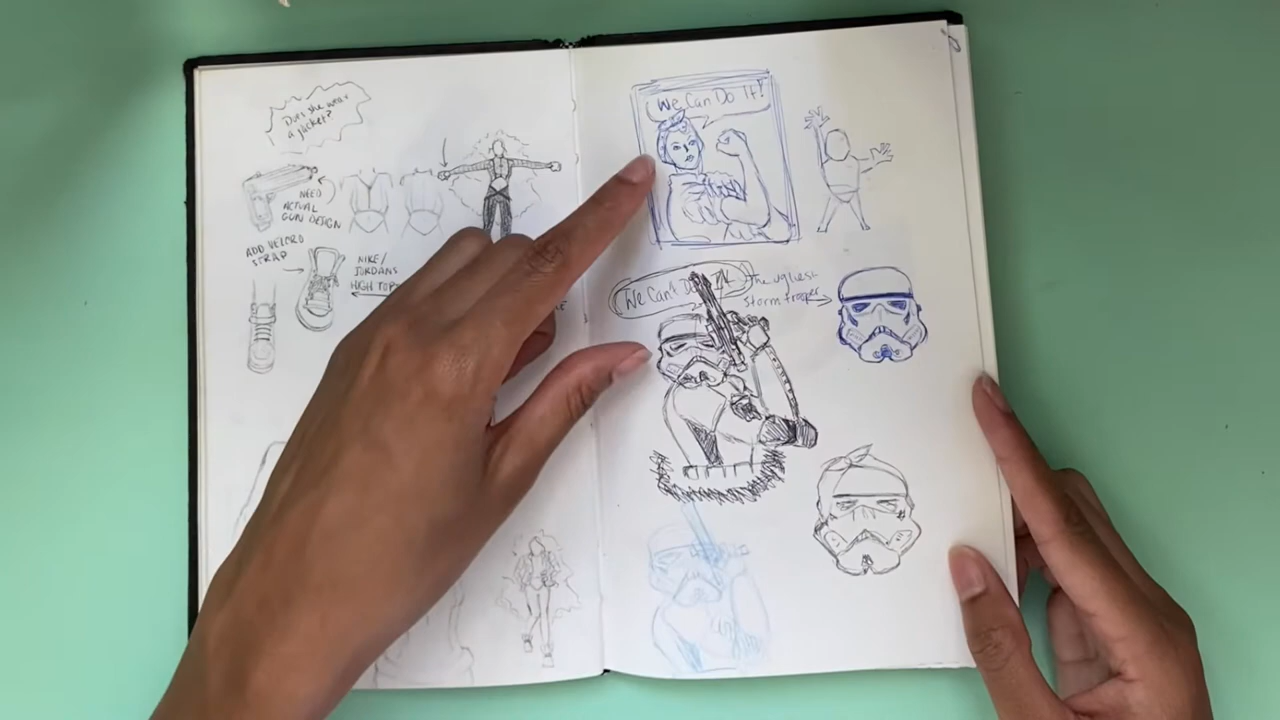 Does she wear
a jacket?
NEED
ACTUAL
GUN DESIGN
ADD VELCRO
STRAP
NIKE/
JORDANS
HIGH TOPS
We Can Do It!
We Can't Do
The ugliest
storm trooper